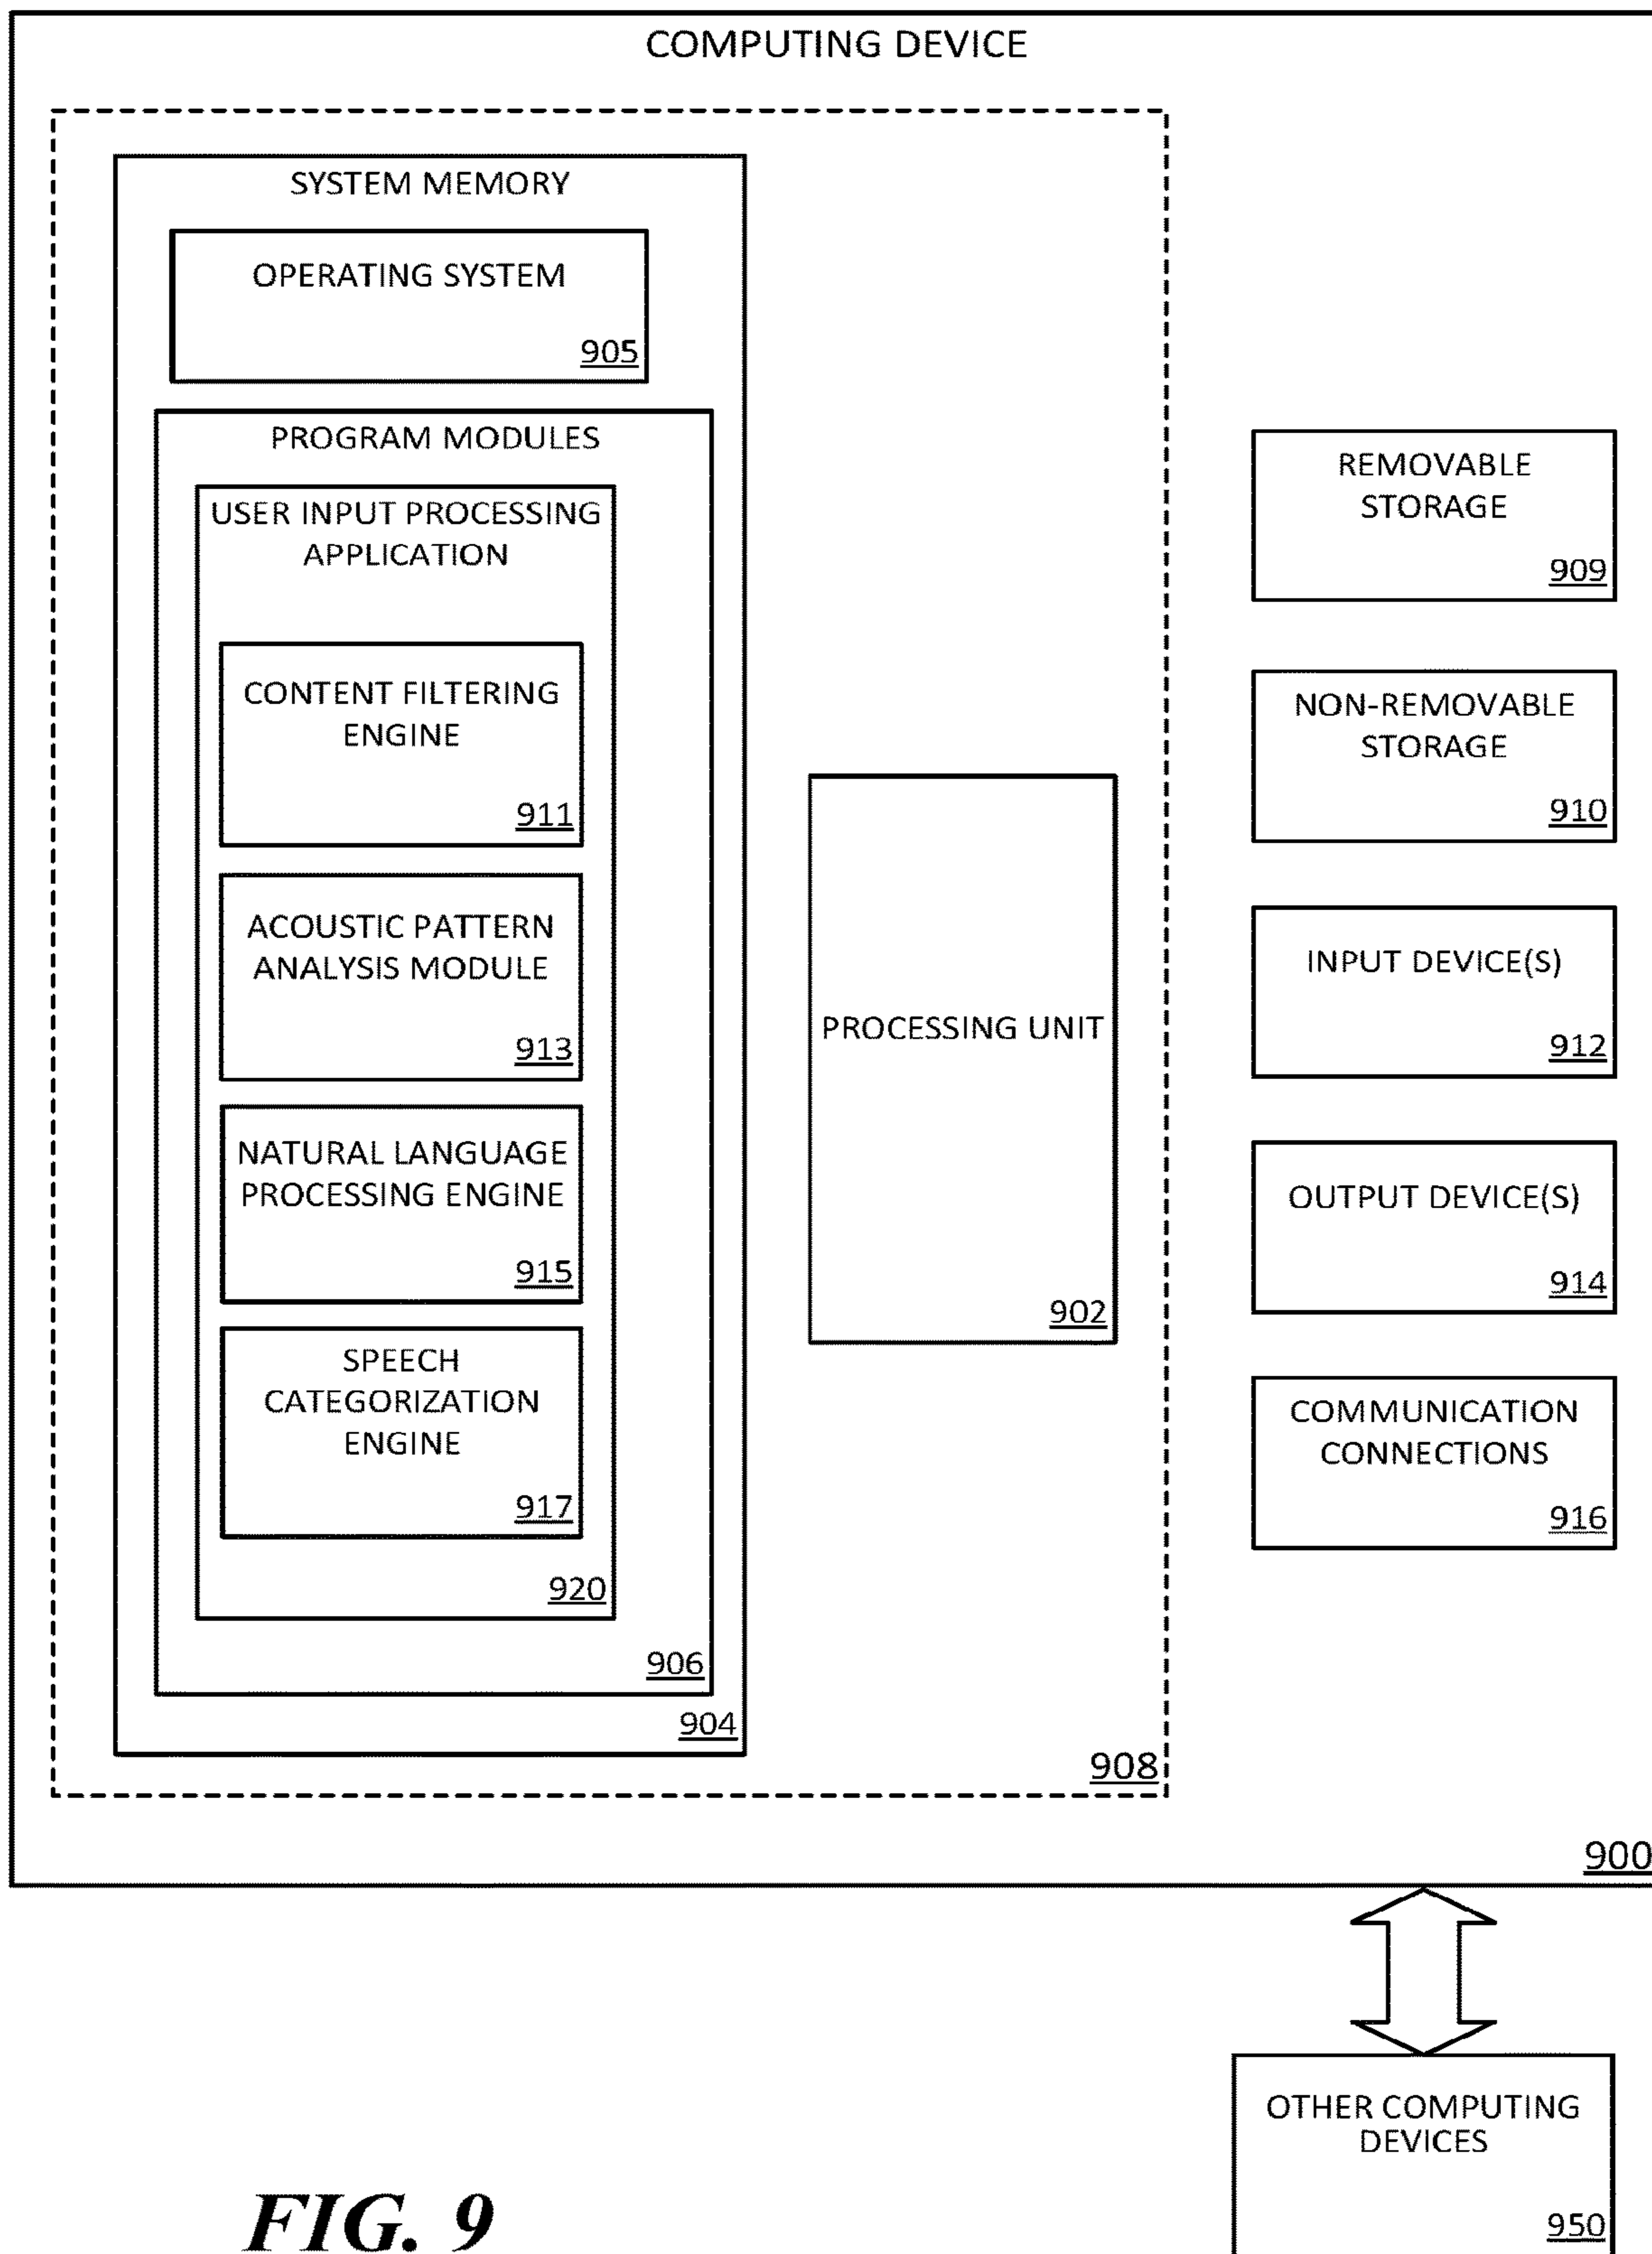 COMPUTING DEVICE
SYSTEM MEMORY
OPERATING SYSTEM
905
PROGRAM MODULES
USER INPUT PROCESSING
APPLICATION
CONTENT FILTERING
ENGINE
911
ACOUSTIC PATTERN
ANALYSIS MODULE
913
NATURAL LANGUAGE
PROCESSING ENGINE
915
SPEECH
CATEGORIZATION
ENGINE
917
920
906
904
PROCESSING UNIT
902
908
REMOVABLE
STORAGE
909
NON-REMOVABLE
STORAGE
910
INPUT DEVICE(S)
912
OUTPUT DEVICE(S)
914
COMMUNICATION
CONNECTIONS
916
900
OTHER COMPUTING
DEVICES
950
FIG. 9